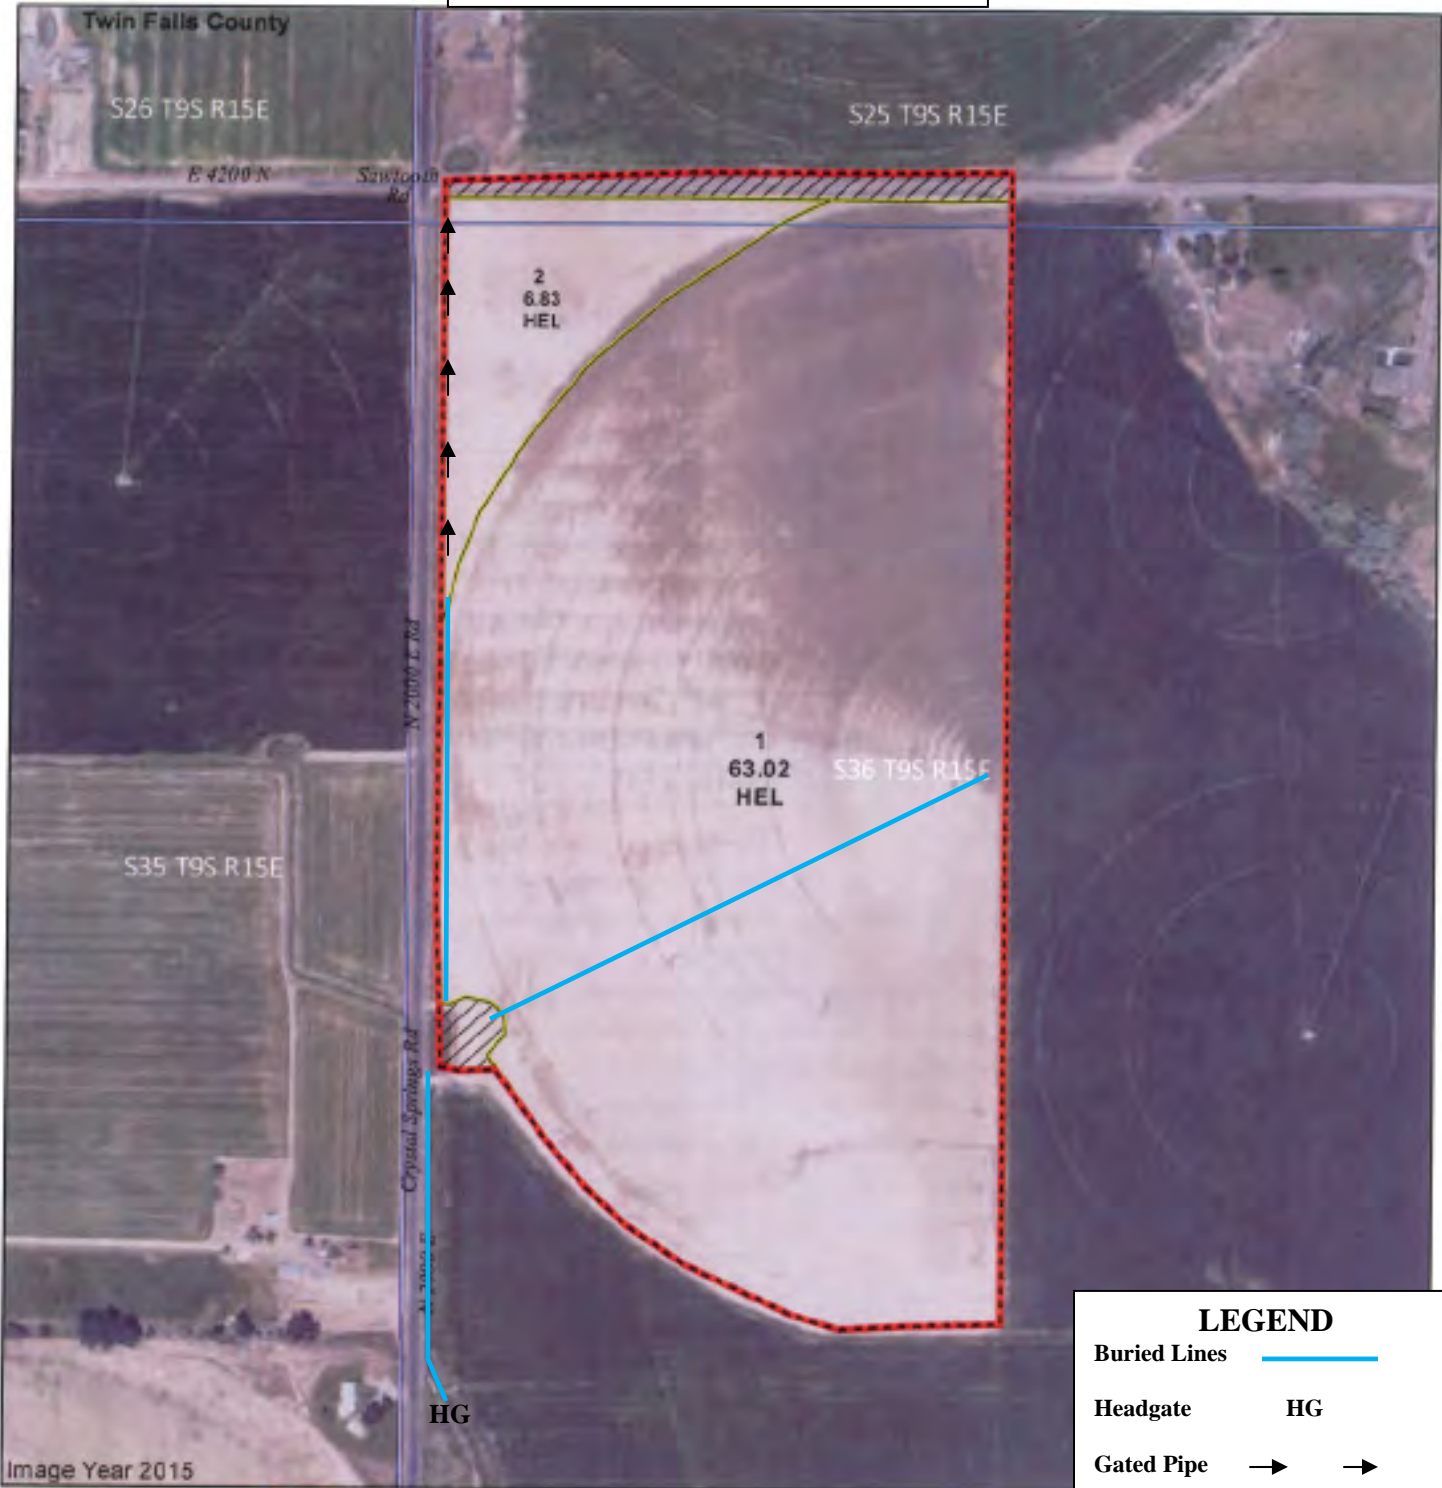 Twin Falls County
S26 T9S R15E
S25 T9S R15E
E 4200 N
Sawtooth
Rd
2
6.83
HEL
N 2000 E Rd
1
63.02
HEL
S36 T9S R15E
S35 T9S R15E
Crystal Springs Rd
HG
Image Year 2015
LEGEND
Buried Lines
Headgate HG
Gated Pipe